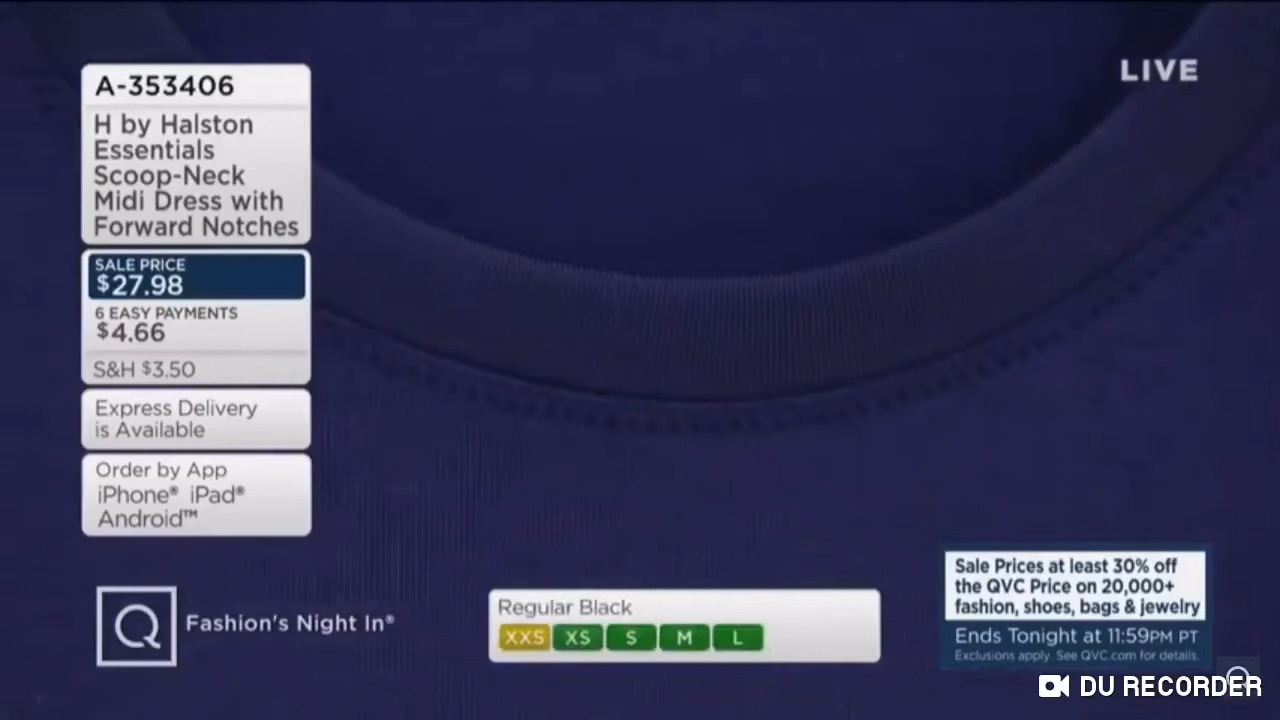 A-353406
H by Halston
Essentials
Scoop-Neck
Midi Dress with
Forward Notches
SALE PRICE
$27.98
6 EASY PAYMENTS
$4.66
S&H $3.50
Express Delivery
is Available
Order by App
iPhone® iPad®
Android™
LIVE
Q
Fashion's Night In®
Regular Black
XXS XS S M L
Sale Prices at least 30% off
the QVC Price on 20,000+
fashion, shoes, bags & jewelry
Ends Tonight at 11:59PM PT
Exclusions apply. See QVC.com for details.
DU RECORDER